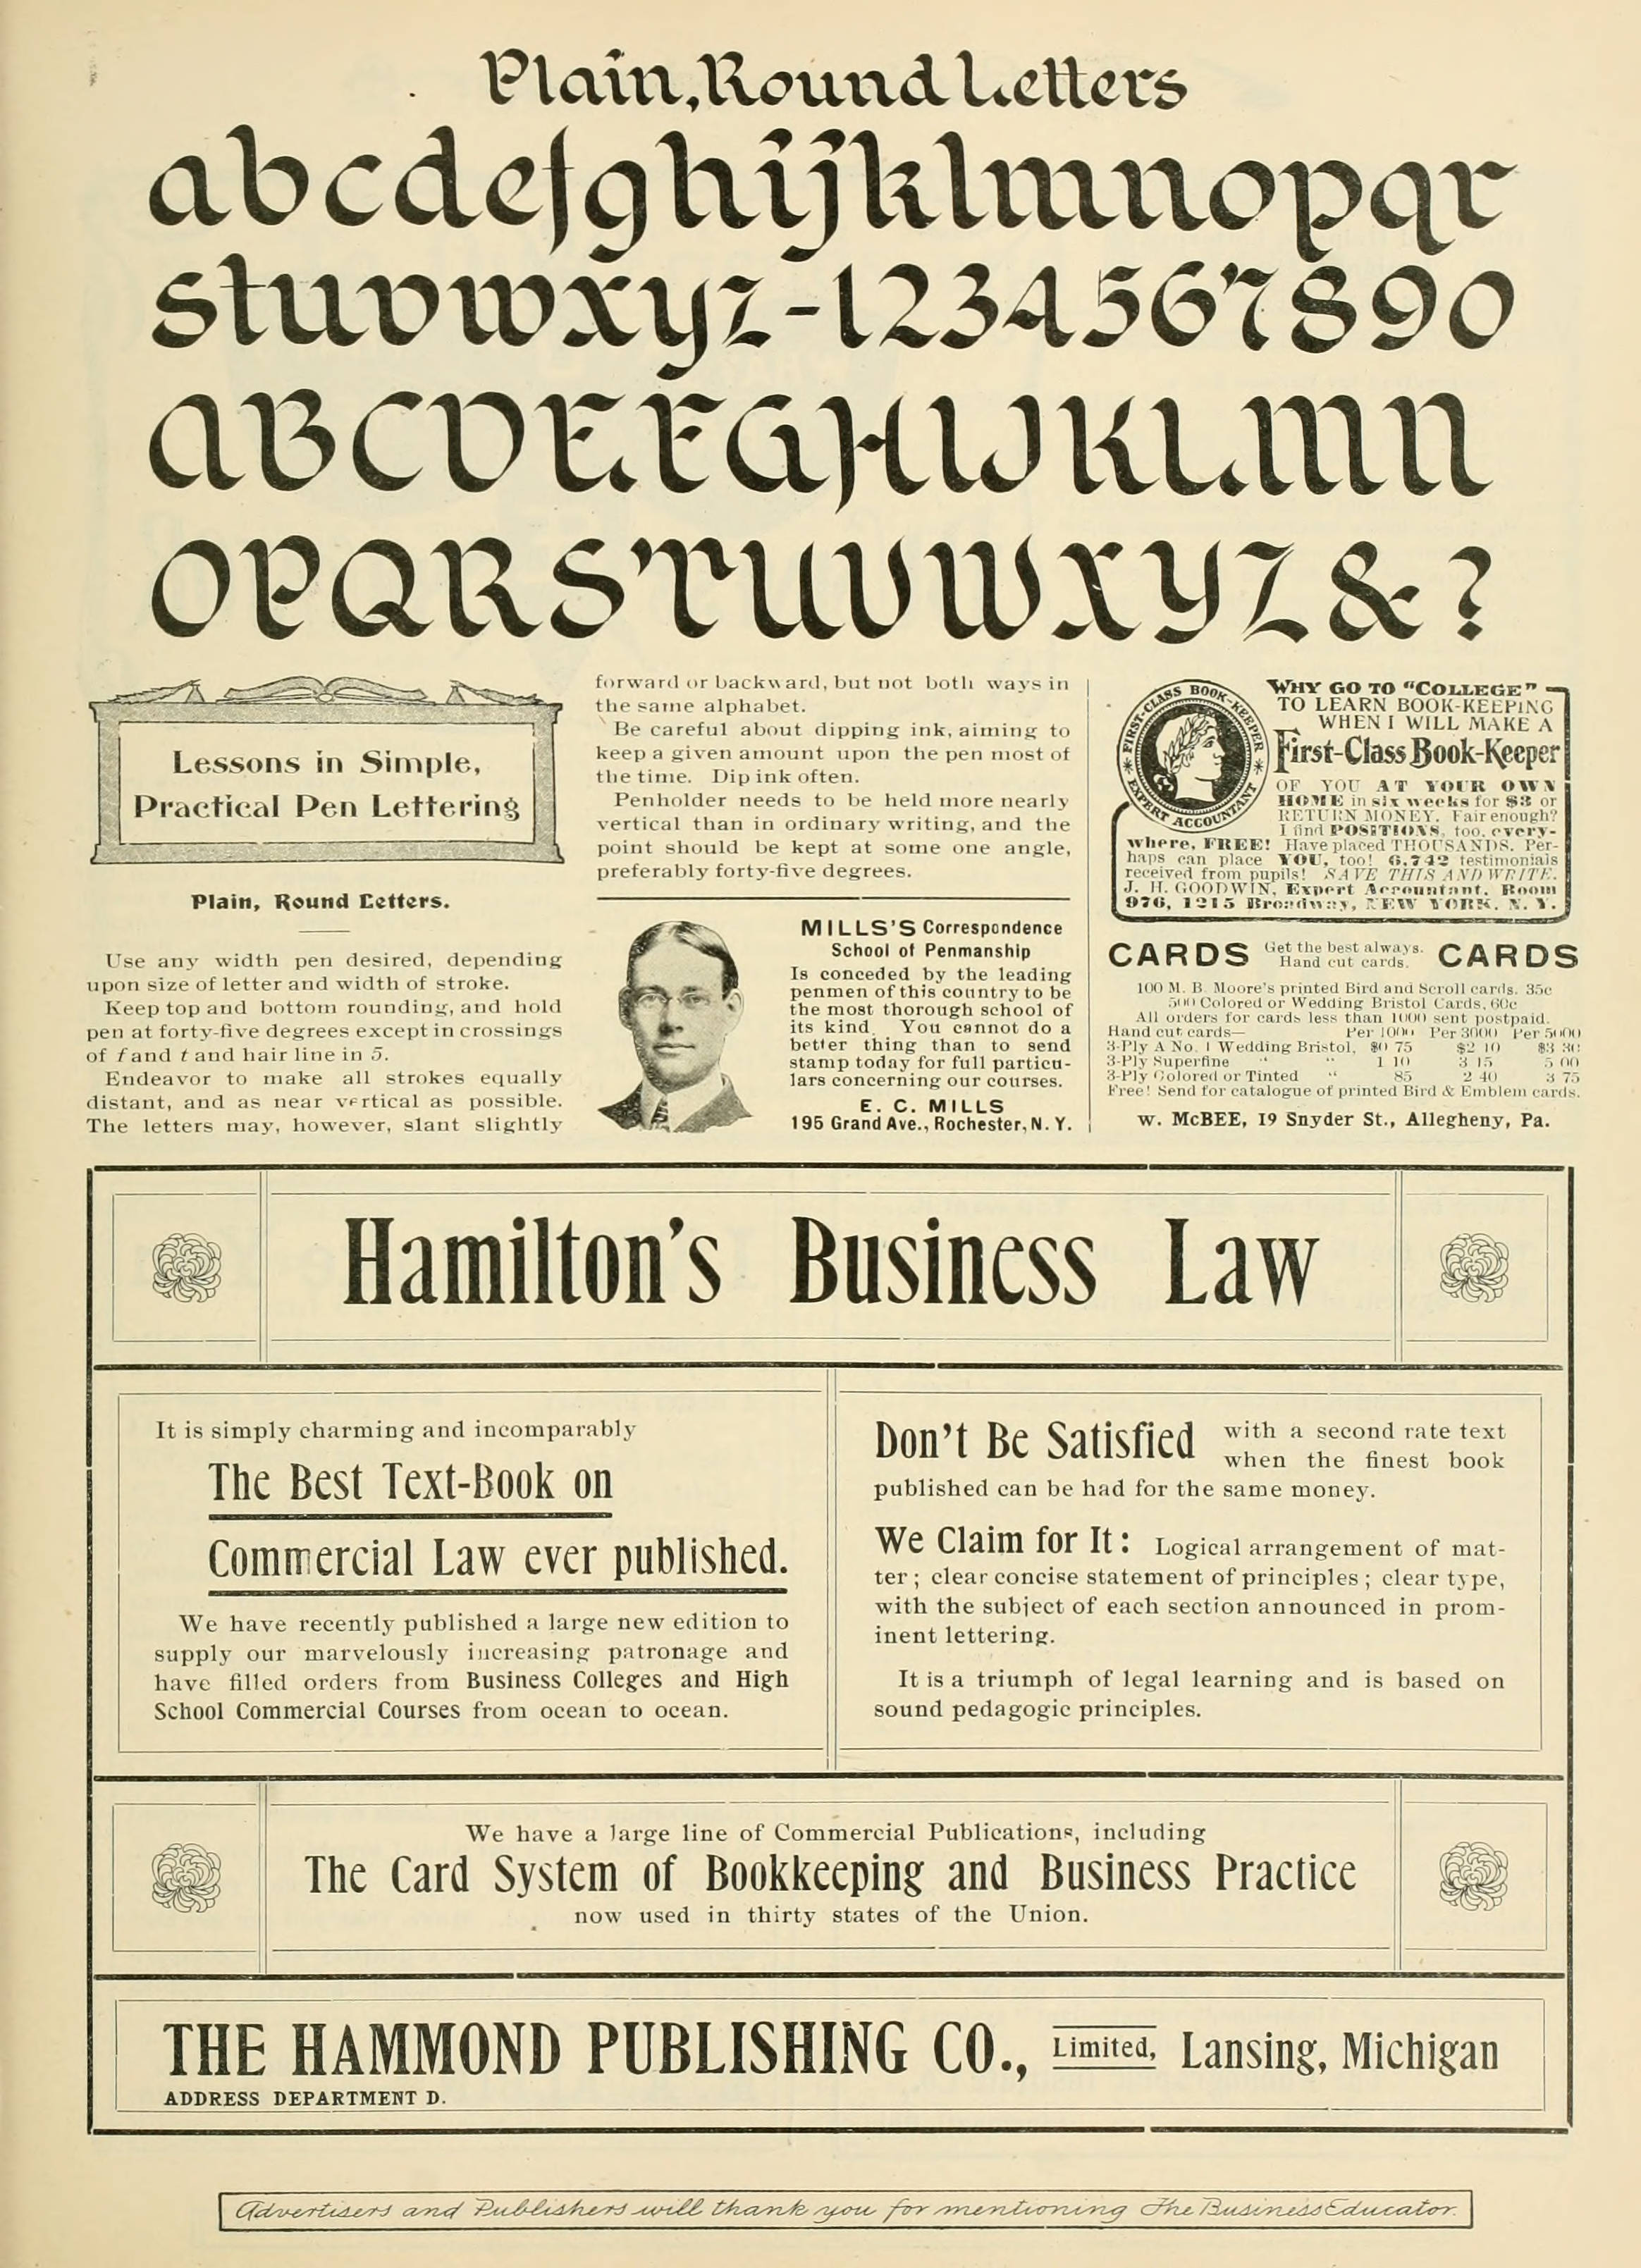 Plain, Round Letters
abcdefghijklmnopqr
stuvwxyz-1234567890
ABCDEFGHIJKLMN
OPQRSTUVWXYZ&?
Lessons in Simple,
Practical Pen Lettering
Plain, Round Letters.
Use any width pen desired, depending
upon size of letter and width of stroke.
Keep top and bottom rounding, and hold
pen at forty-five degrees except in crossings
of f and t and hair line in 5.
Endeavor to make all strokes equally
distant, and as near vertical as possible.
The letters may, however, slant slightly
forward or backward, but not both ways in
the same alphabet.
Be careful about dipping ink, aiming to
keep a given amount upon the pen most of
the time. Dip ink often.
Penholder needs to be held more nearly
vertical than in ordinary writing, and the
point should be kept at some one angle,
preferably forty-five degrees.
MILLS'S Correspondence
School of Penmanship
Is conceded by the leading
penmen of this country to be
the most thorough school of
its kind. You cannot do a
better thing than to send
stamp today for full particu-
lars concerning our courses.
E. C. MILLS
195 Grand Ave., Rochester, N. Y.
FIRST-CLASS BOOK-KEEPER
EXPERT ACCOUNTANT
WHY GO TO "COLLEGE"
TO LEARN BOOK-KEEPING
WHEN I WILL MAKE A
First-Class Book-Keeper
OF YOU AT YOUR OWN
HOME in six weeks for $3 or
RETURN MONEY. Fair enough?
I find POSITIONS, too, every-
where, FREE! Have placed THOUSANDS. Per-
haps can place YOU, too! 6,742 testimonials
received from pupils! SAVE THIS AND WRITE.
J. H. GOODWIN, Expert Accountant, Room
976, 1215 Broadway, NEW YORK, N. Y.
CARDS Get the best always. CARDS
Hand cut cards.
100 M. B. Moore's printed Bird and Scroll cards. 35c
500 Colored or Wedding Bristol Cards, 60c
All orders for cards less than 1000 sent postpaid.
Hand cut cards— Per 1000 Per 3000 Per 5000
3-Ply A No. 1 Wedding Bristol, $0 75 $2 10 $3 30
3-Ply Superfine " " 1 10 3 15 5 00
3-Ply Colored or Tinted " 85 2 40 3 75
Free! Send for catalogue of printed Bird & Emblem cards.
W. McBEE, 19 Snyder St., Allegheny, Pa.
Hamilton's Business Law
It is simply charming and incomparably
The Best Text-Book on
Commercial Law ever published.
We have recently published a large new edition to
supply our marvelously increasing patronage and
have filled orders from Business Colleges and High
School Commercial Courses from ocean to ocean.
Don't Be Satisfied with a second rate text
when the finest book
published can be had for the same money.
We Claim for It: Logical arrangement of mat-
ter; clear concise statement of principles; clear type,
with the subject of each section announced in prom-
inent lettering.
It is a triumph of legal learning and is based on
sound pedagogic principles.
We have a large line of Commercial Publications, including
The Card System of Bookkeeping and Business Practice
now used in thirty states of the Union.
THE HAMMOND PUBLISHING CO., Limited, Lansing, Michigan
ADDRESS DEPARTMENT D.
Advertisers and Publishers will thank you for mentioning The Business Educator.